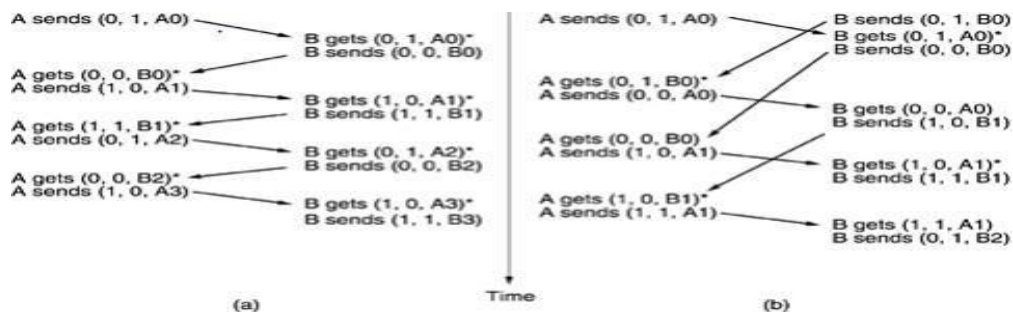 A sends (0, 1, A0)
B gets (0, 1, A0)*
B sends (0, 0, B0)
A gets (0, 0, B0)*
A sends (1, 0, A1)
B gets (1, 0, A1)*
B sends (1, 1, B1)
A gets (1, 1, B1)*
A sends (0, 1, A2)
B gets (0, 1, A2)*
B sends (0, 0, B2)
A gets (0, 0, B2)*
A sends (1, 0, A3)
B gets (1, 0, A3)*
B sends (1, 1, B3)
(a)
Time
A sends (0, 1, A0)
B sends (0, 1, B0)
B gets (0, 1, A0)*
B sends (0, 0, B0)
A gets (0, 1, B0)*
A sends (0, 0, A0)
B gets (0, 0, A0)
B sends (1, 0, B1)
A gets (0, 0, B0)
A sends (1, 0, A1)
B gets (1, 0, A1)*
B sends (1, 1, B1)
A gets (1, 0, B1)*
A sends (1, 1, A1)
B gets (1, 1, A1)
B sends (0, 1, B2)
(b)